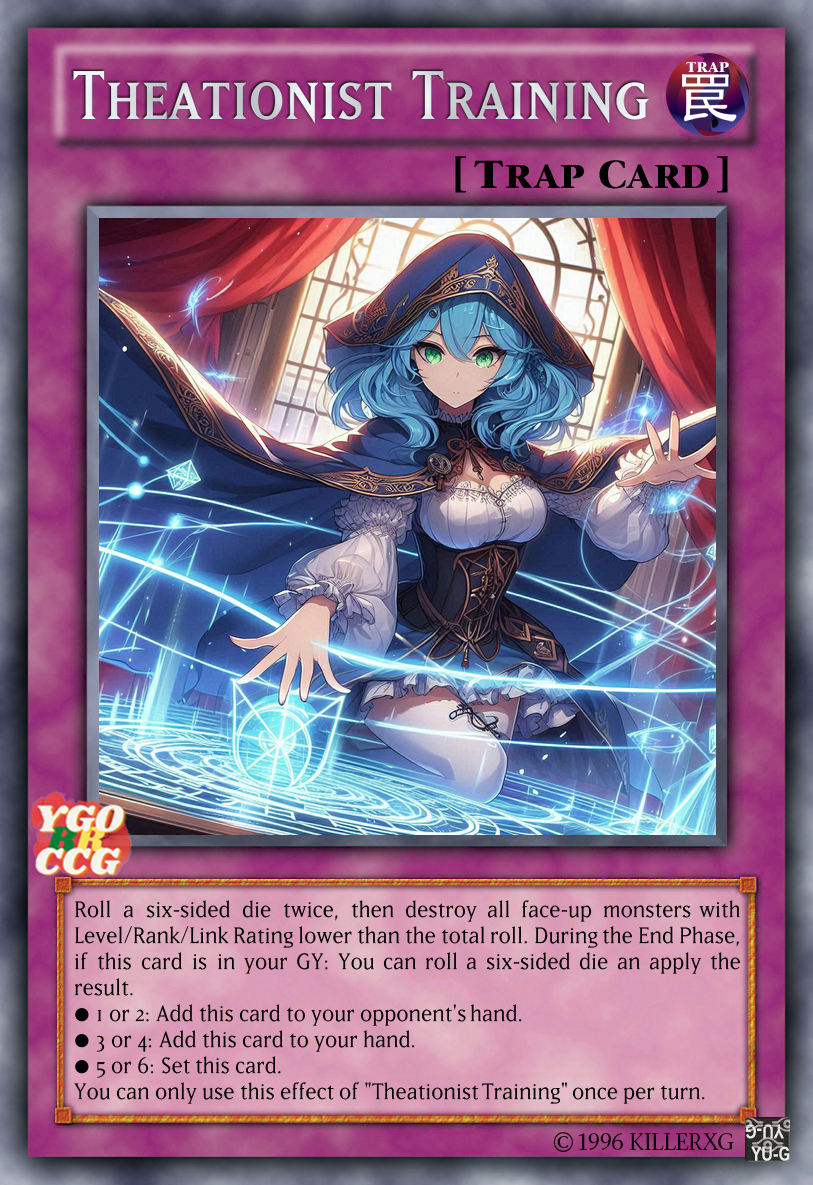 THEATIONIST TRAINING
TRAP
罠
[TRAP CARD]
YGO
BR
CCG
Roll a six-sided die twice, then destroy all face-up monsters with
Level/Rank/Link Rating lower than the total roll. During the End Phase,
if this card is in your GY: You can roll a six-sided die an apply the
result.
● 1 or 2: Add this card to your opponent's hand.
● 3 or 4: Add this card to your hand.
● 5 or 6: Set this card.
You can only use this effect of "Theationist Training" once per turn.
© 1996 KILLERXG
YU-G